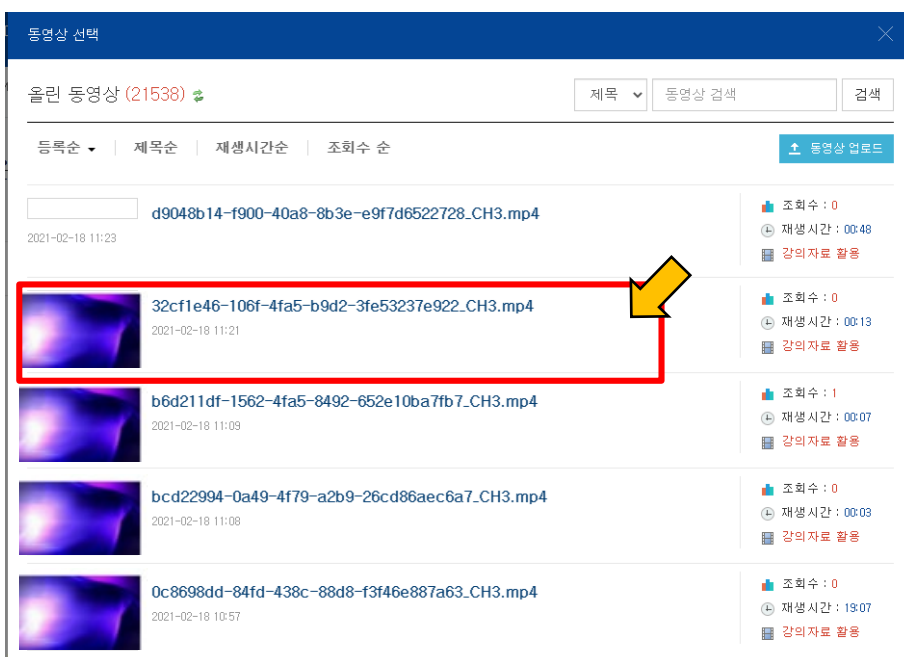 동영상 선택
올린 동영상 (21538)
제목 동영상 검색 검색
등록순 제목순 재생시간순 조회수 순 동영상 업로드
d9048b14-f900-40a8-8b3e-e9f7d6522728_CH3.mp4
2021-02-18 11:23
조회수 : 0
재생시간 : 00:48
강의자료 활용
32cf1e46-106f-4fa5-b9d2-3fe53237e922_CH3.mp4
2021-02-18 11:21
조회수 : 0
재생시간 : 00:13
강의자료 활용
b6d211df-1562-4fa5-8492-652e10ba7fb7_CH3.mp4
2021-02-18 11:09
조회수 : 1
재생시간 : 00:07
강의자료 활용
bcd22994-0a49-4f79-a2b9-26cd86aec6a7_CH3.mp4
2021-02-18 11:08
조회수 : 0
재생시간 : 00:03
강의자료 활용
0c8698dd-84fd-438c-88d8-f3f46e887a63_CH3.mp4
2021-02-18 10:57
조회수 : 0
재생시간 : 19:07
강의자료 활용